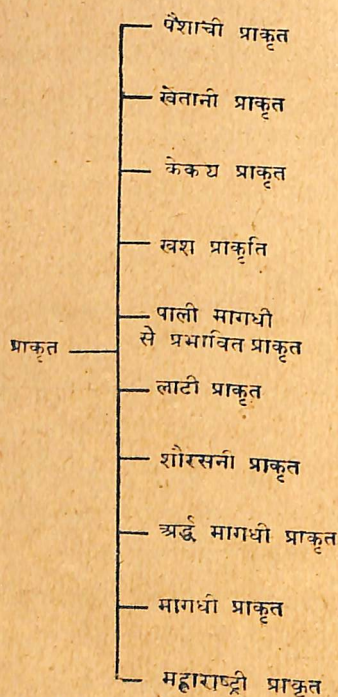 पैशाची प्राकृत
खेतानी प्राकृत
केकय प्राकृत
खश प्राकृति
पाली मागधी
प्राकृत
से प्रभावित प्राकृत
लाटी प्राकृत
शौरसनी प्राकृत
अर्द्ध मागधी प्राकृत
मागधी प्राकृत
महाराष्ट्री प्राकृत